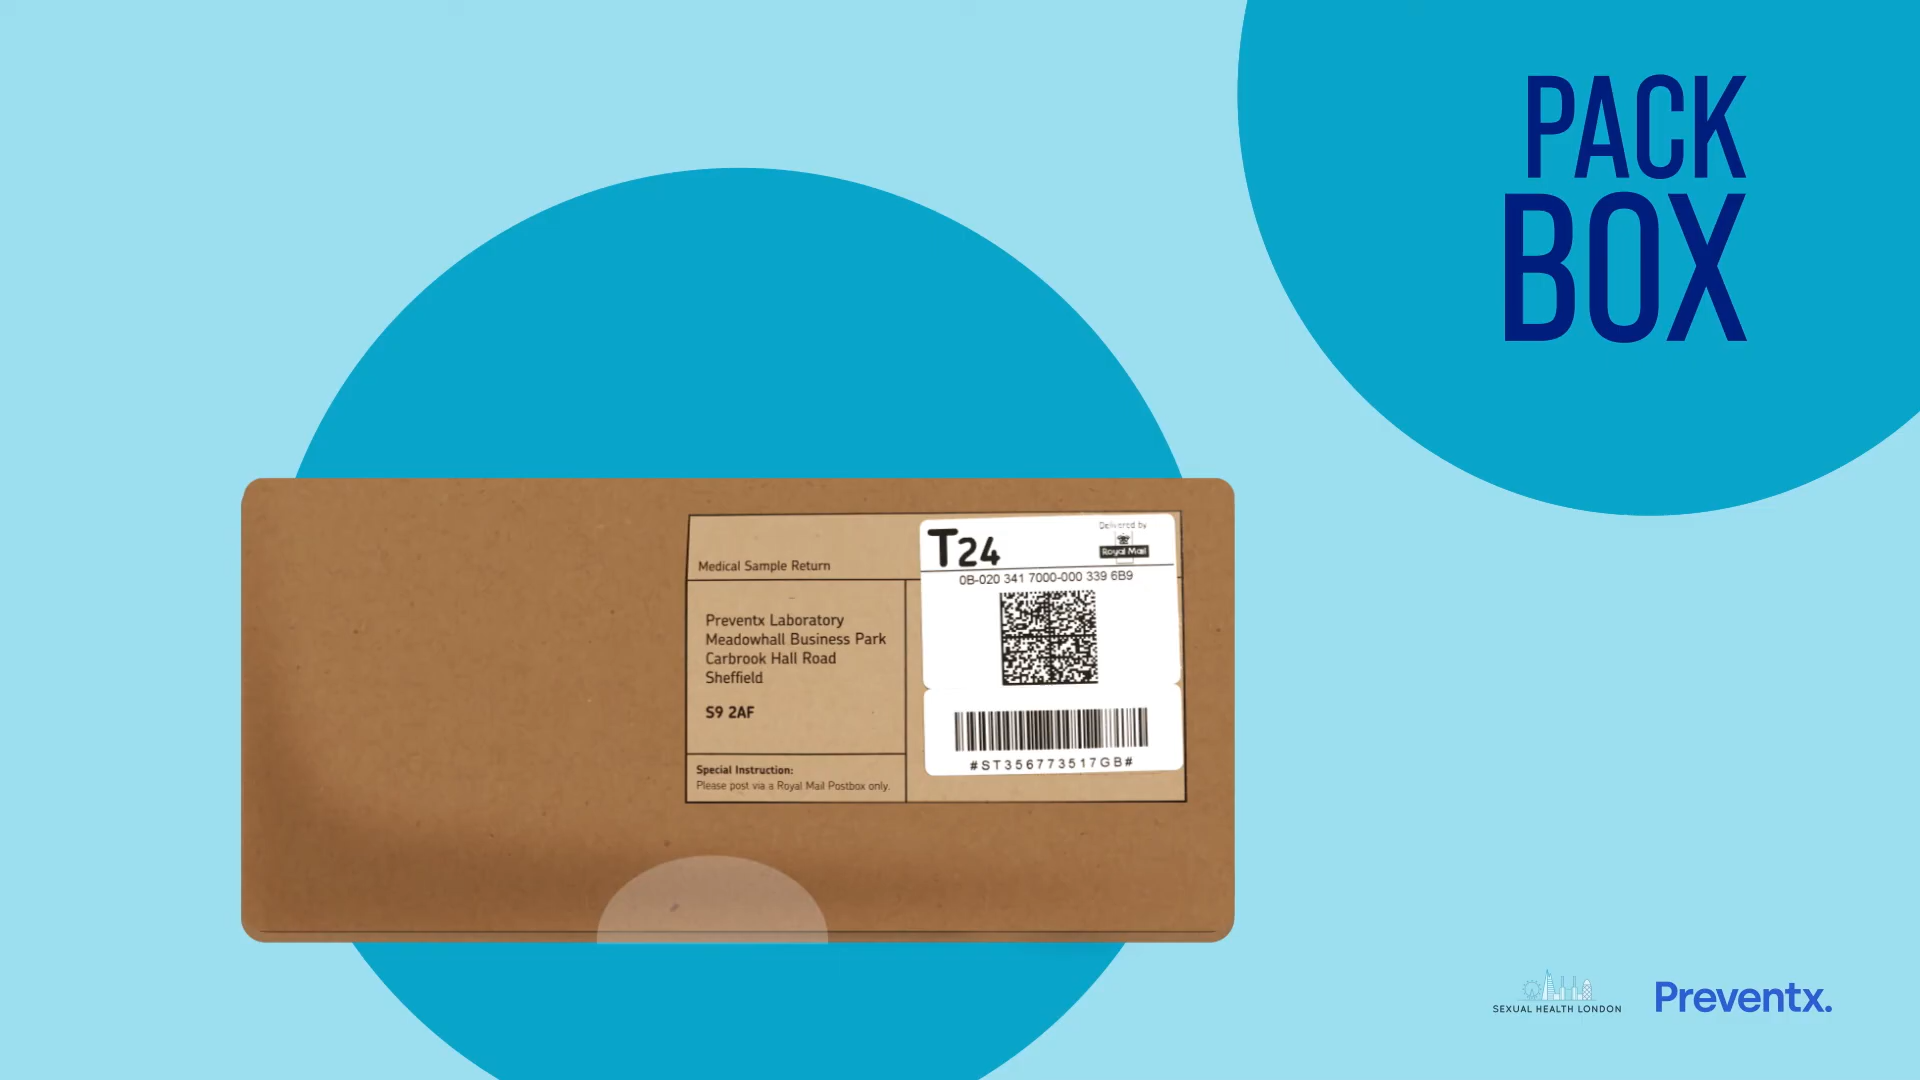 PACK
BOX
Medical Sample Return
Preventx Laboratory
Meadowhall Business Park
Carbrook Hall Road
Sheffield
S9 2AF
Special Instruction:
Please post via a Royal Mail Postbox only.
T24
Delivered by
Royal Mail
0B-020 341 7000-000 339 6B9
#ST356773517GB#
SEXUAL HEALTH LONDON
Preventx.